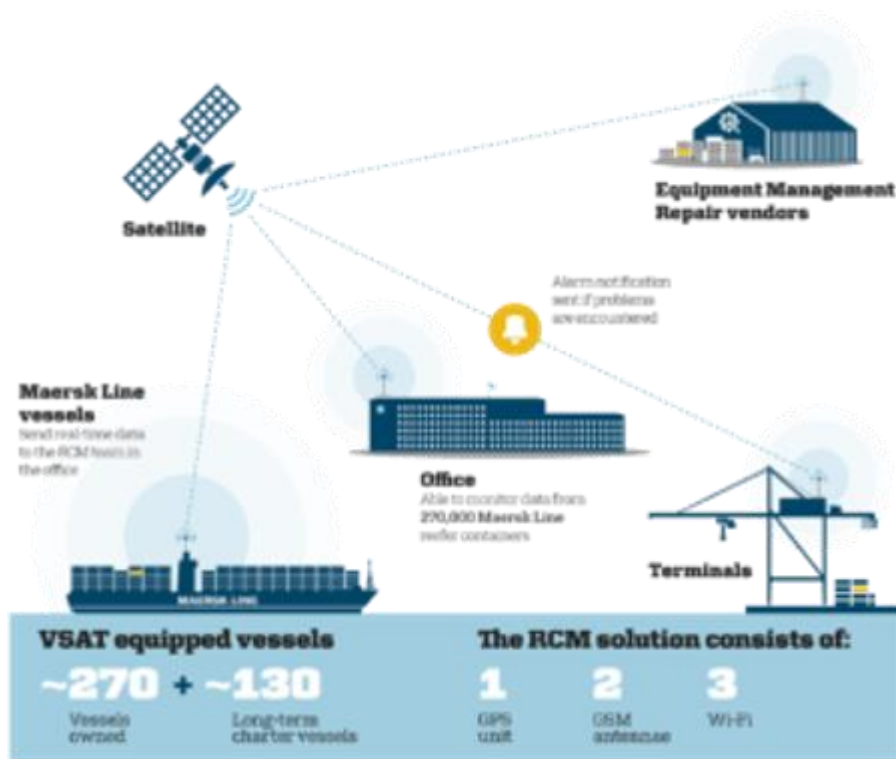 Satellite
Equipment Management
Repair vendors
Alarm notification
sent if problems
are encountered
Maersk Line
vessels
Send real-time data
to the RCM team in
the office
Office
Able to monitor data from
270,000 Maersk Line
reefer containers
Terminals
MAERSK LINE
VSAT equipped vessels
~270 + ~130
Vessels
owned
Long-term
charter vessels
The RCM solution consists of:
1 2 3
GPS
unit
GSM
antennae
Wi-Fi